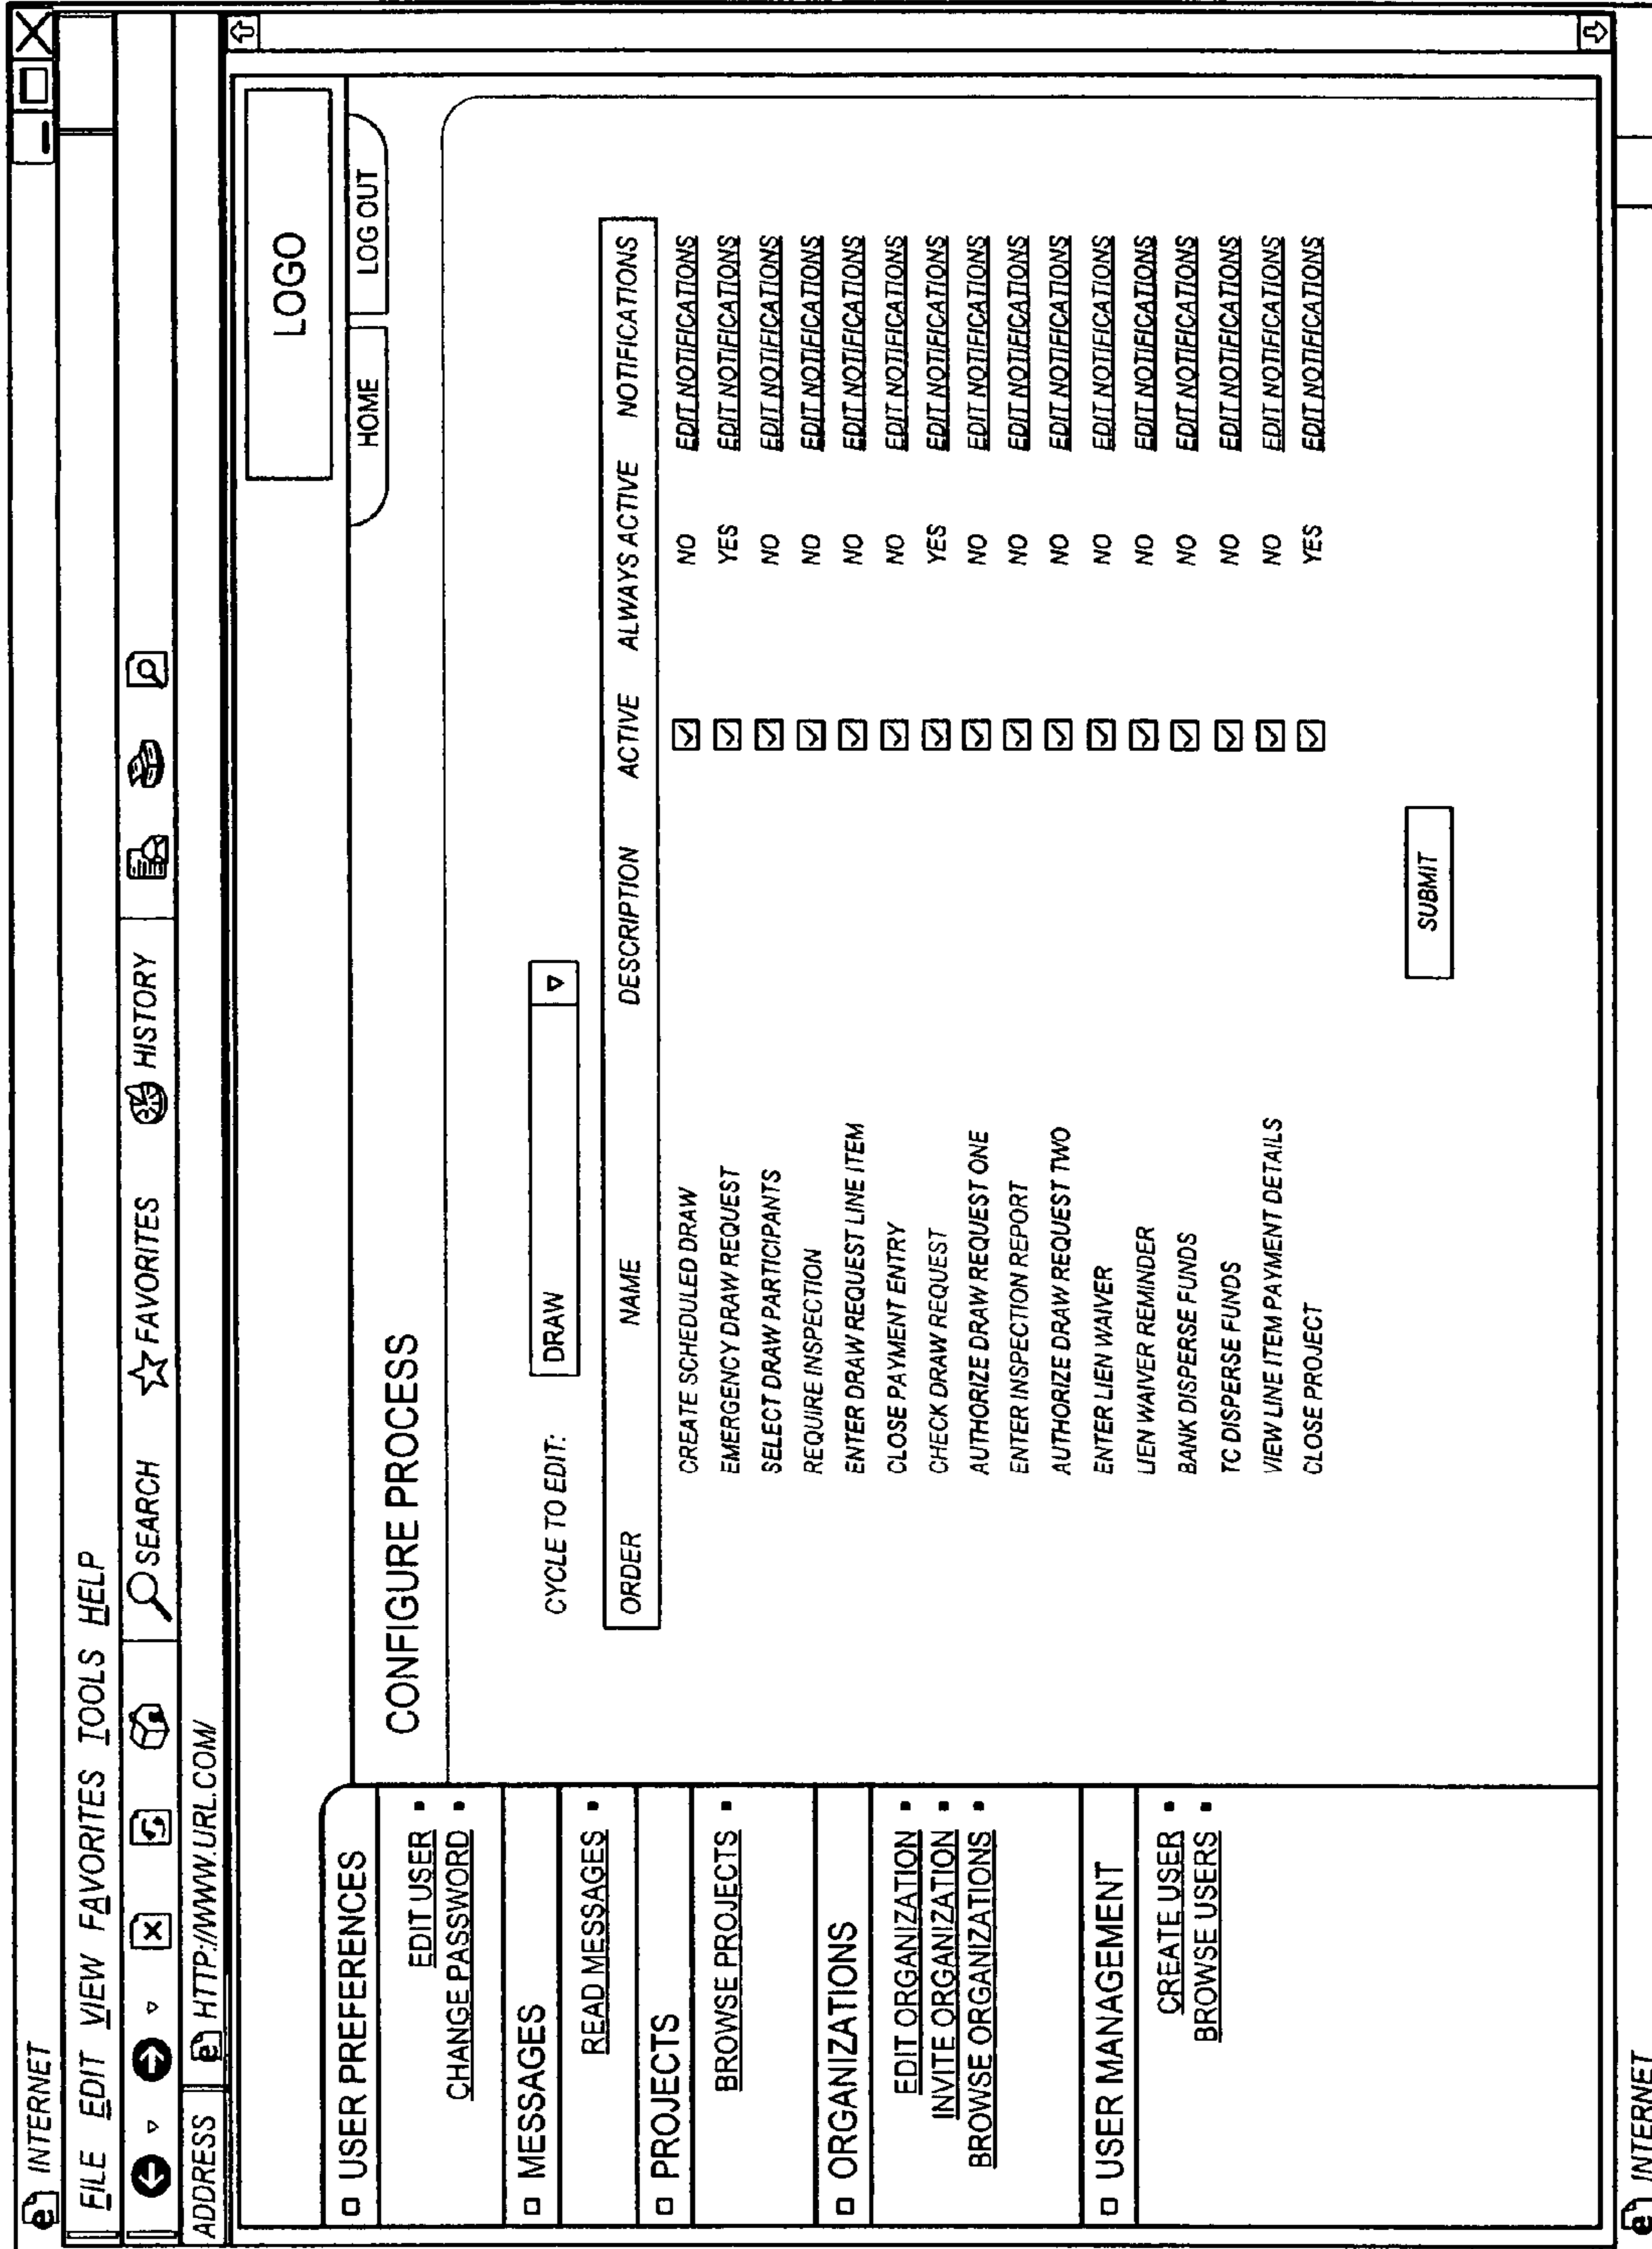 INTERNET
FILE EDIT VIEW FAVORITES TOOLS HELP
SEARCH FAVORITES HISTORY
ADDRESS HTTP://WWW.URL.COM/
LOGO
HOME LOG OUT
USER PREFERENCES
EDIT USER
CHANGE PASSWORD
MESSAGES
READ MESSAGES
PROJECTS
BROWSE PROJECTS
ORGANIZATIONS
EDIT ORGANIZATION
INVITE ORGANIZATION
BROWSE ORGANIZATIONS
USER MANAGEMENT
CREATE USER
BROWSE USERS
CONFIGURE PROCESS
CYCLE TO EDIT: DRAW
ORDER NAME DESCRIPTION ACTIVE ALWAYS ACTIVE NOTIFICATIONS
CREATE SCHEDULED DRAW NO EDIT NOTIFICATIONS
EMERGENCY DRAW REQUEST YES EDIT NOTIFICATIONS
SELECT DRAW PARTICIPANTS NO EDIT NOTIFICATIONS
REQUIRE INSPECTION NO EDIT NOTIFICATIONS
ENTER DRAW REQUEST LINE ITEM NO EDIT NOTIFICATIONS
CLOSE PAYMENT ENTRY NO EDIT NOTIFICATIONS
CHECK DRAW REQUEST YES EDIT NOTIFICATIONS
AUTHORIZE DRAW REQUEST ONE NO EDIT NOTIFICATIONS
ENTER INSPECTION REPORT NO EDIT NOTIFICATIONS
AUTHORIZE DRAW REQUEST TWO NO EDIT NOTIFICATIONS
ENTER LIEN WAIVER NO EDIT NOTIFICATIONS
LIEN WAIVER REMINDER NO EDIT NOTIFICATIONS
BANK DISPERSE FUNDS NO EDIT NOTIFICATIONS
TC DISPERSE FUNDS NO EDIT NOTIFICATIONS
VIEW LINE ITEM PAYMENT DETAILS NO EDIT NOTIFICATIONS
CLOSE PROJECT YES EDIT NOTIFICATIONS
SUBMIT
INTERNET